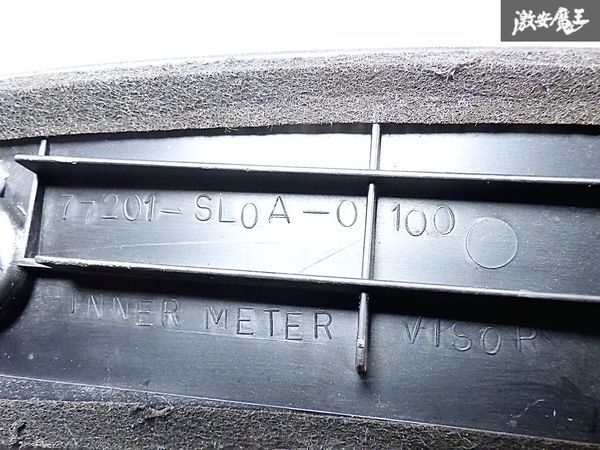 激安魔王
77201-SL0A-0 100
INNER METER VISOR